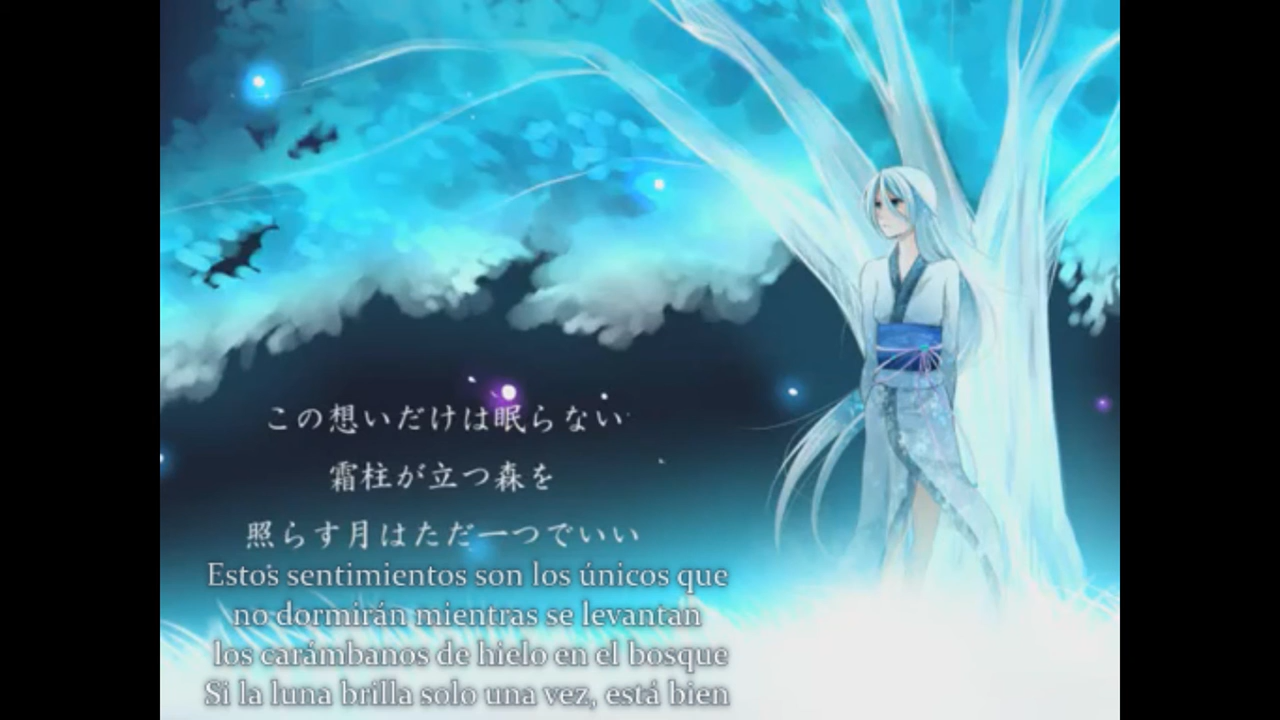 この想いだけは眠らない
霜柱が立つ森を
照らす月はただ一つでいい
Estos sentimientos son los únicos que
no dormirán mientras se levantan
los carámbanos de hielo en el bosque
Si la luna brilla solo una vez, está bien